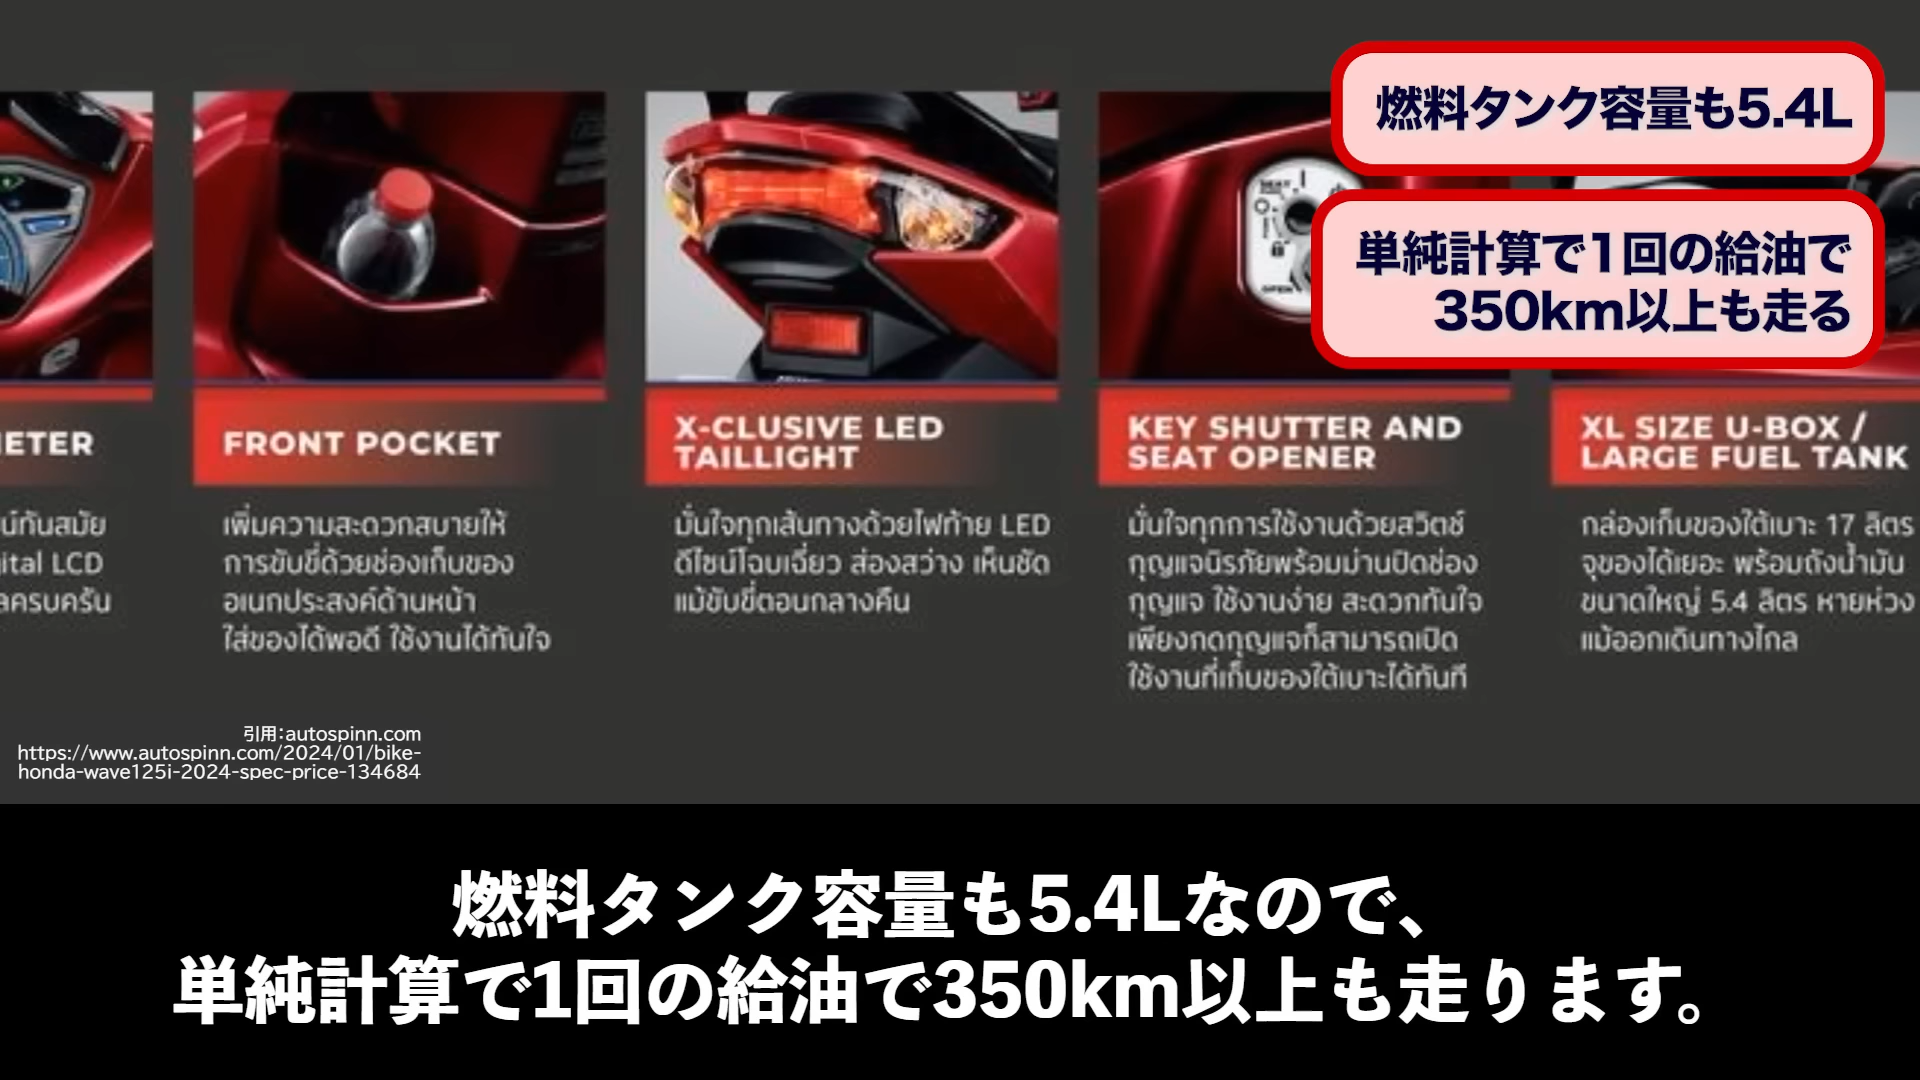 燃料タンク容量も5.4L
単純計算で1回の給油で
350km以上も走る
ETER
น์ทันสมัย
ital LCD
ลครบครัน
FRONT POCKET
เพิ่มความสะดวกสบายให้
การขับขี่ด้วยช่องเก็บของ
อเนกประสงค์ด้านหน้า
ใส่ของได้พอดี ใช้งานได้ทันใจ
X-CLUSIVE LED
TAILLIGHT
มั่นใจทุกเส้นทางด้วยไฟท้าย LED
ดีไซน์โฉบเฉี่ยว ส่องสว่าง เห็นชัด
แม้ขับขี่ตอนกลางคืน
KEY SHUTTER AND
SEAT OPENER
มั่นใจทุกการใช้งานด้วยสวิตช์
กุญแจนิรภัยพร้อมม่านปิดช่อง
กุญแจ ใช้งานง่าย สะดวกทันใจ
เพียงกดกุญแจก็สามารถเปิด
ใช้งานที่เก็บของใต้เบาะได้ทันที
XL SIZE U-BOX /
LARGE FUEL TANK
กล่องเก็บของใต้เบาะ 17 ลิตร
จุของได้เยอะ พร้อมถังน้ำมัน
ขนาดใหญ่ 5.4 ลิตร หายห่วง
แม้ออกเดินทางไกล
引用:autospinn.com
https://www.autospinn.com/2024/01/bike-
honda-wave125i-2024-spec-price-134684
燃料タンク容量も5.4Lなので、
単純計算で1回の給油で350km以上も走ります。